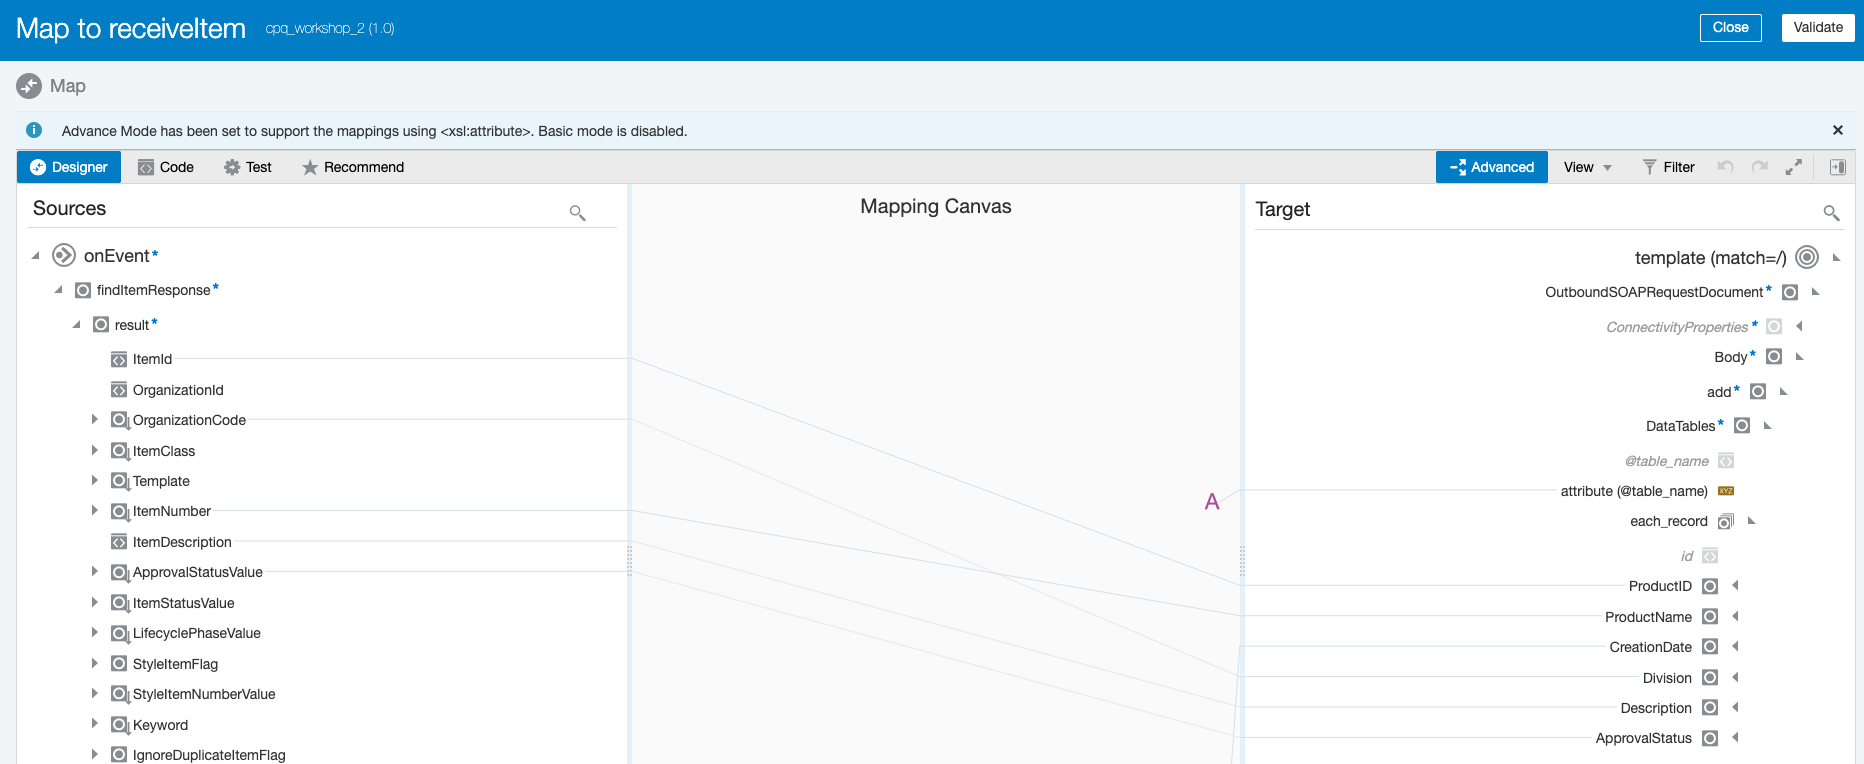 Map to receiveItem cpq_workshop_2 (1.0) Close Validate
Map
Advance Mode has been set to support the mappings using <xsl:attribute>. Basic mode is disabled.
Designer Code Test Recommend Advanced View Filter
Sources
onEvent*
findItemResponse*
result*
ItemId
OrganizationId
OrganizationCode
ItemClass
Template
ItemNumber
ItemDescription
ApprovalStatusValue
ItemStatusValue
LifecyclePhaseValue
StyleItemFlag
StyleItemNumberValue
Keyword
IgnoreDuplicateItemFlag
Mapping Canvas
A
Target
template (match=/)
OutboundSOAPRequestDocument*
ConnectivityProperties*
Body*
add*
DataTables*
@table_name
attribute (@table_name) XYZ
each_record
id
ProductID
ProductName
CreationDate
Division
Description
ApprovalStatus